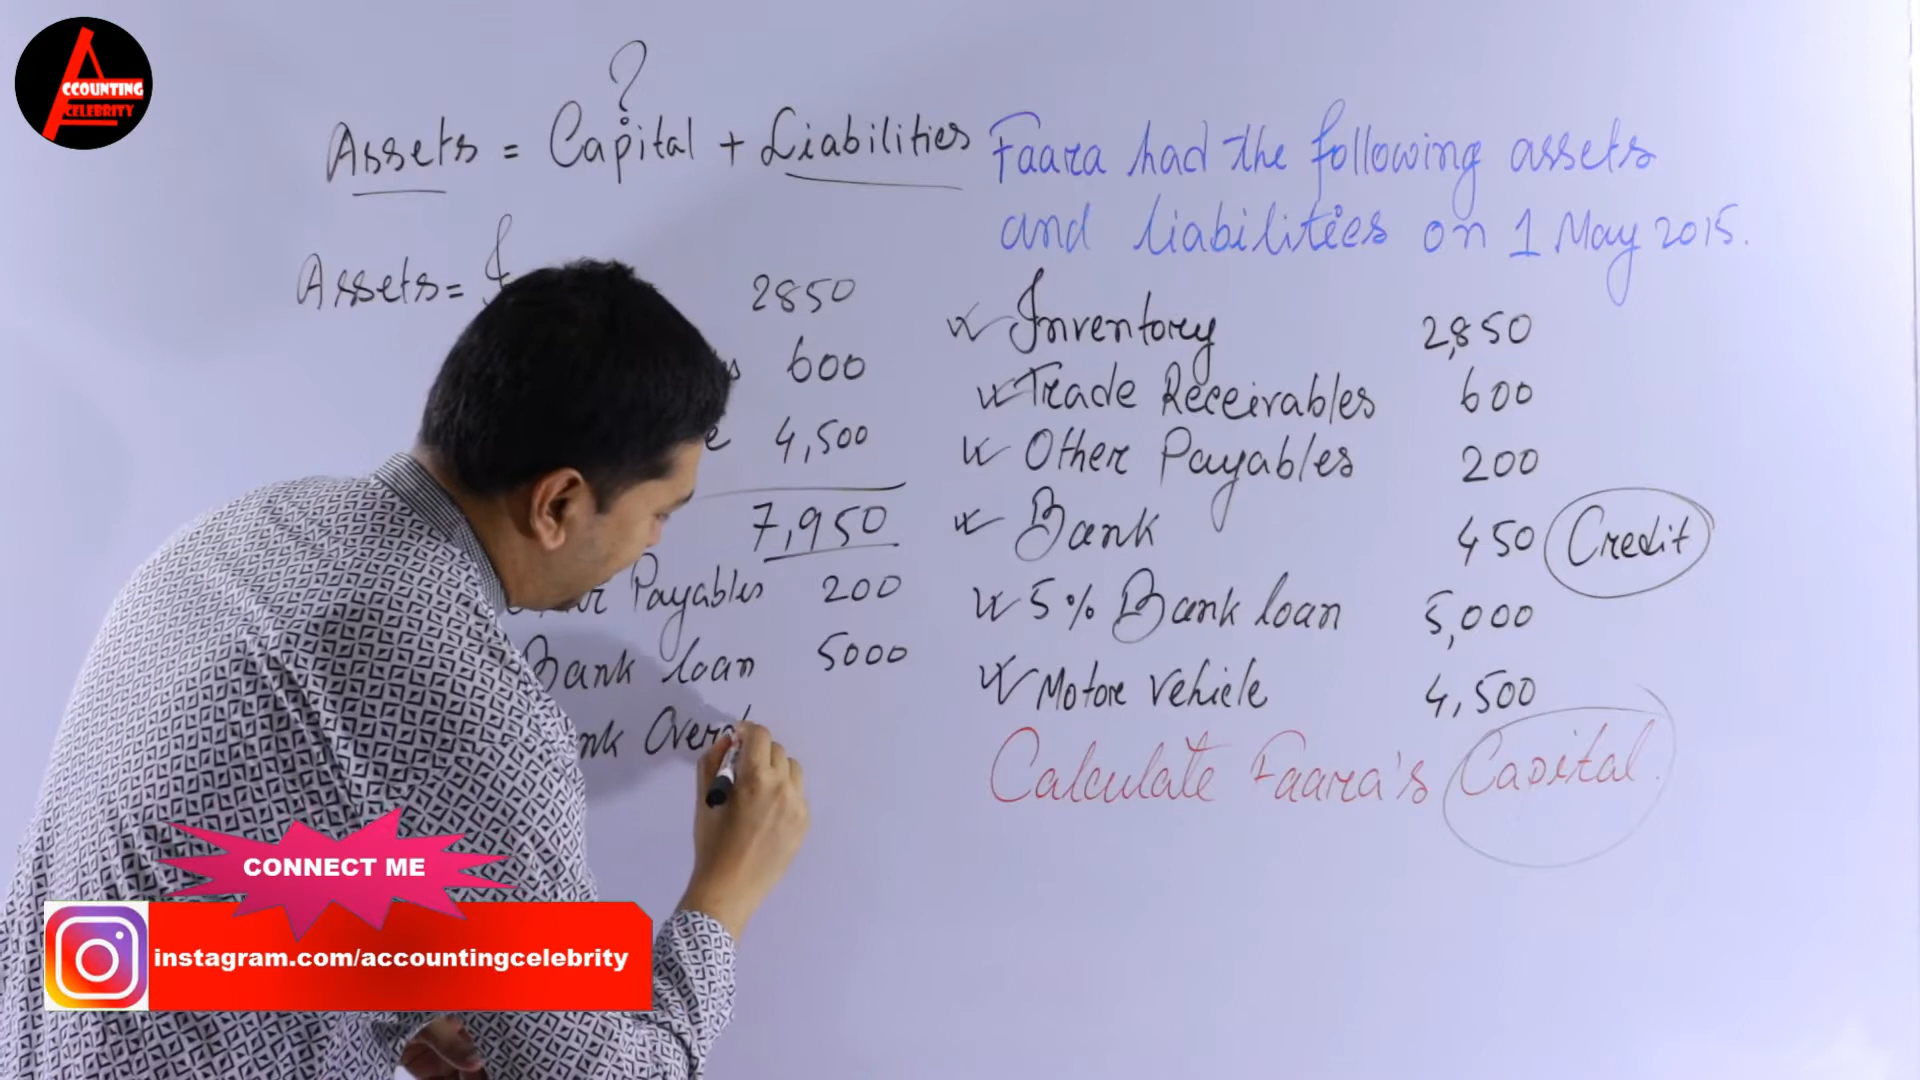 ACCOUNTING
CELEBRITY
?
Assets = Capital + Liabilities
Assets =
2850
600
4,500
7,950
Payables 200
Bank loan 5000
Faara had the following assets
and liabilities on 1 May 2015.
Inventory 2,850
Trade Receivables 600
Other Payables 200
Bank 450 Credit
5% Bank loan 5,000
Motor Vehicle 4,500
Calculate Faara's Capital.
CONNECT ME
instagram.com/accountingcelebrity